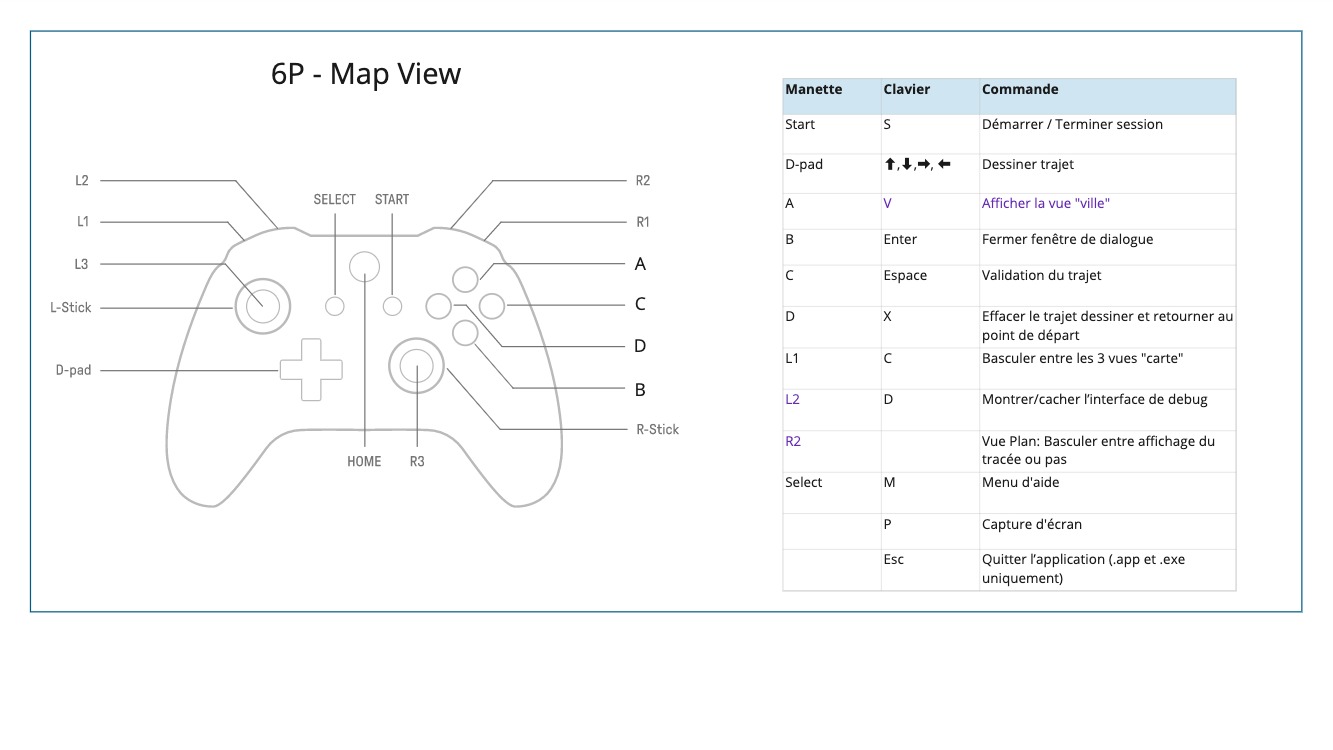 6P - Map View
L2
L1
L3
L-Stick
D-pad
SELECT START
R2
R1
A
C
D
B
R-Stick
HOME R3
Manette Clavier Commande
Start S Démarrer / Terminer session
D-pad ⬆,⬇,➡, ⬅ Dessiner trajet
A V Afficher la vue "ville"
B Enter Fermer fenêtre de dialogue
C Espace Validation du trajet
D X Effacer le trajet dessiner et retourner au
point de départ
L1 C Basculer entre les 3 vues "carte"
L2 D Montrer/cacher l’interface de debug
R2 Vue Plan: Basculer entre affichage du
tracée ou pas
Select M Menu d'aide
P Capture d'écran
Esc Quitter l’application (.app et .exe
uniquement)